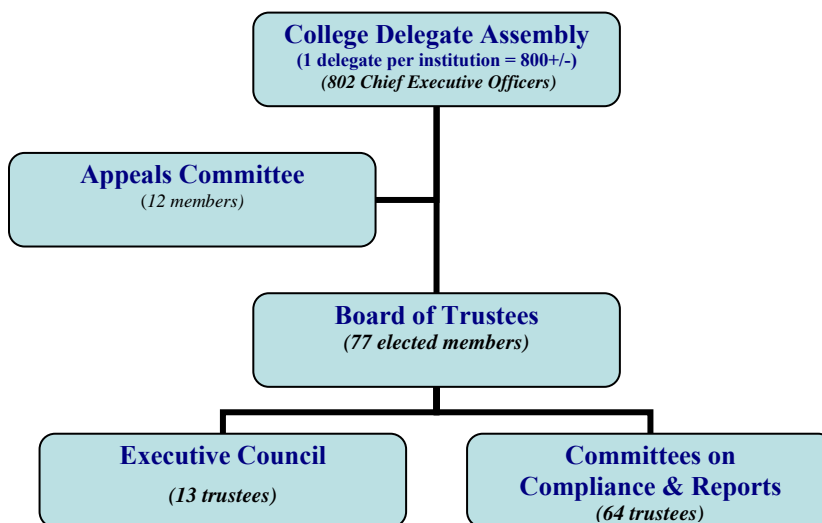 College Delegate Assembly
(1 delegate per institution = 800+/-)
(802 Chief Executive Officers)
Appeals Committee
(12 members)
Board of Trustees
(77 elected members)
Executive Council
(13 trustees)
Committees on
Compliance & Reports
(64 trustees)